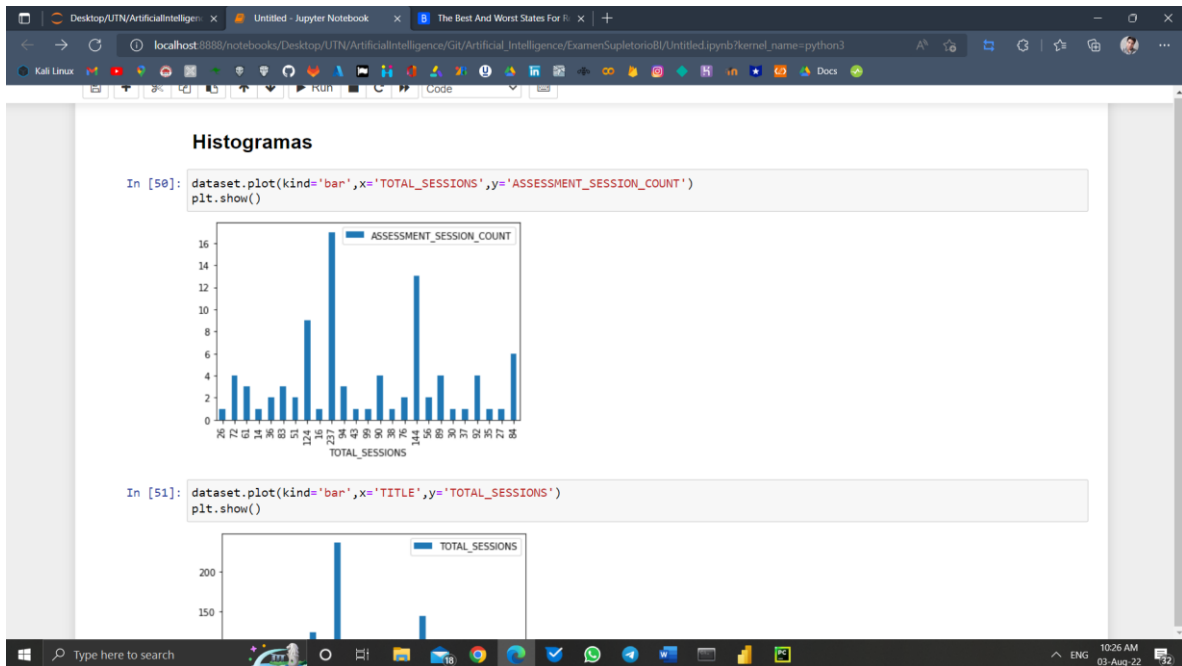 Desktop/UTN/ArtificialIntelligenc
Untitled - Jupyter Notebook
The Best And Worst States For R
localhost:8888/notebooks/Desktop/UTN/ArtificialIntelligence/Git/Artificial_Intelligence/ExamenSupletorioBI/Untitled.ipynb?kernel_name=python3
Kali Linux
Docs
Run
Code
Histogramas
In [50]: dataset.plot(kind='bar',x='TOTAL_SESSIONS',y='ASSESSMENT_SESSION_COUNT')
plt.show()
ASSESSMENT_SESSION_COUNT
16
14
12
10
8
6
4
2
0
26 72 61 14 36 83 51 124 16 237 94 43 99 90 38 76 144 56 89 30 37 92 35 27 84
TOTAL_SESSIONS
In [51]: dataset.plot(kind='bar',x='TITLE',y='TOTAL_SESSIONS')
plt.show()
TOTAL_SESSIONS
200
150
Type here to search
18
ENG
10:26 AM
03-Aug-22
32